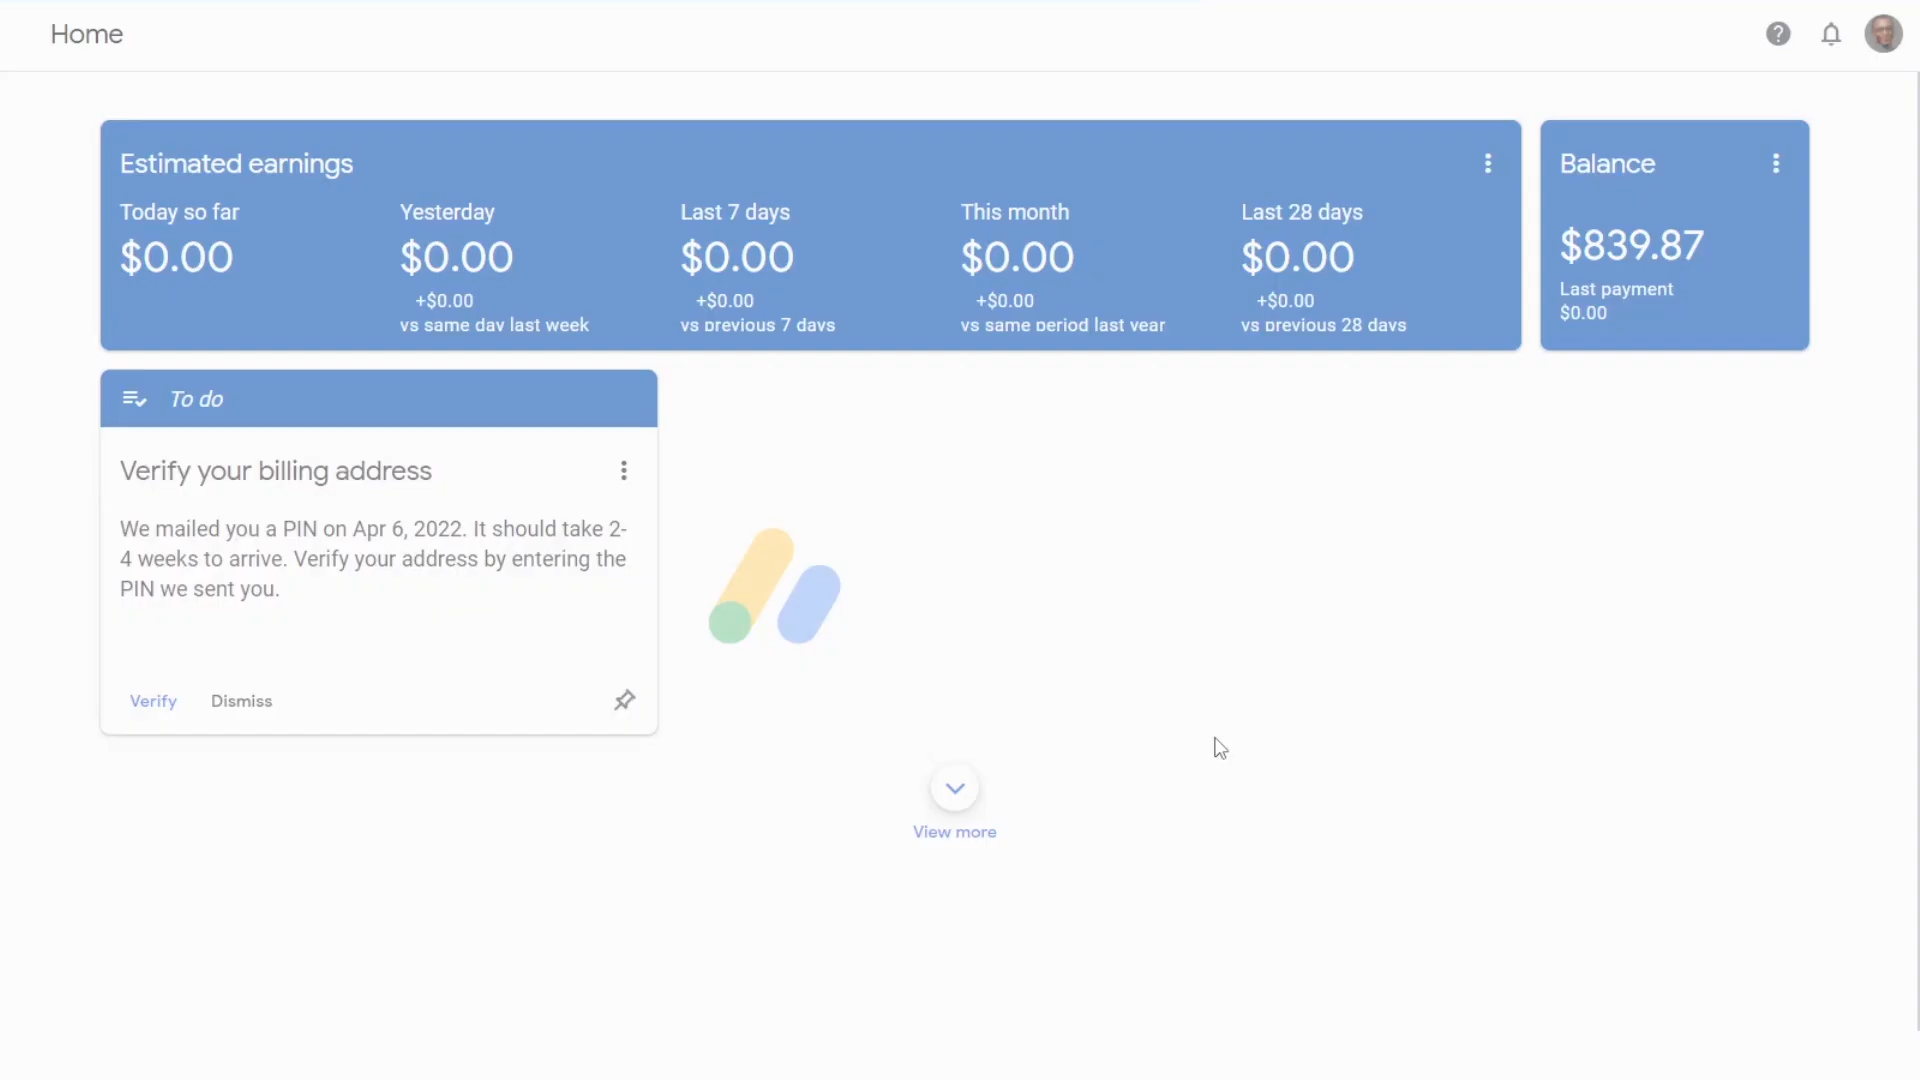 Home
Estimated earnings
Today so far
$0.00
Yesterday
$0.00
+$0.00
vs same day last week
Last 7 days
$0.00
+$0.00
vs previous 7 days
This month
$0.00
+$0.00
vs same period last year
Last 28 days
$0.00
+$0.00
vs previous 28 days
Balance
$839.87
Last payment
$0.00
To do
Verify your billing address
We mailed you a PIN on Apr 6, 2022. It should take 2-
4 weeks to arrive. Verify your address by entering the
PIN we sent you.
Verify
Dismiss
View more